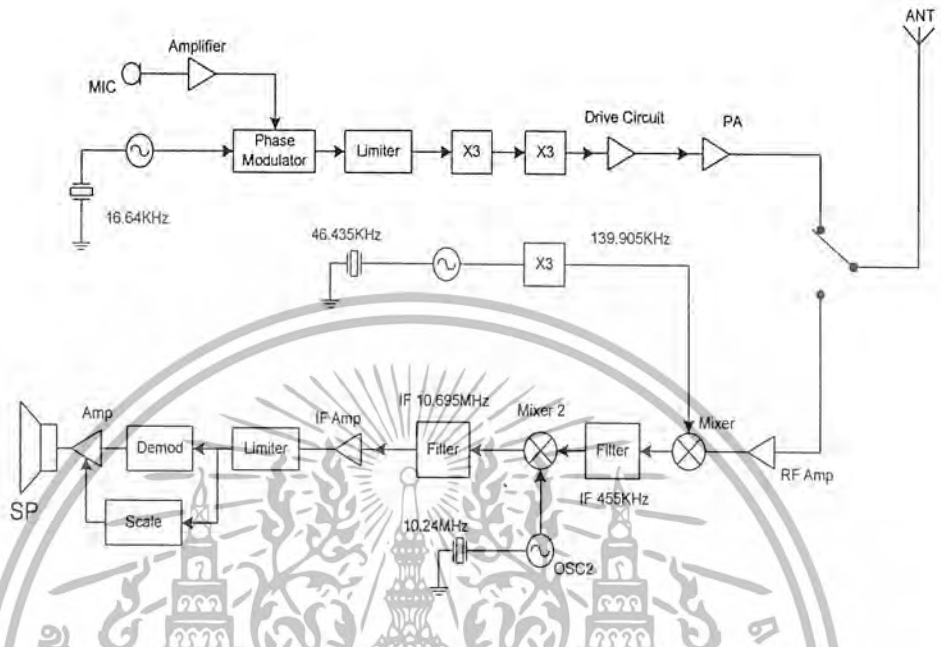 ANT
Amplifier
MIC
Drive Circuit
PA
Phase
Modulator
Limiter
X3
X3
16.64KHz
46.435KHz
139.905KHz
X3
Amp
IF Amp
IF 10.695MHz
Mixer 2
Mixer
Demod
Limiter
Filter
Filter
RF Amp
SP
IF 455KHz
Scale
10.24MHz
OSC2